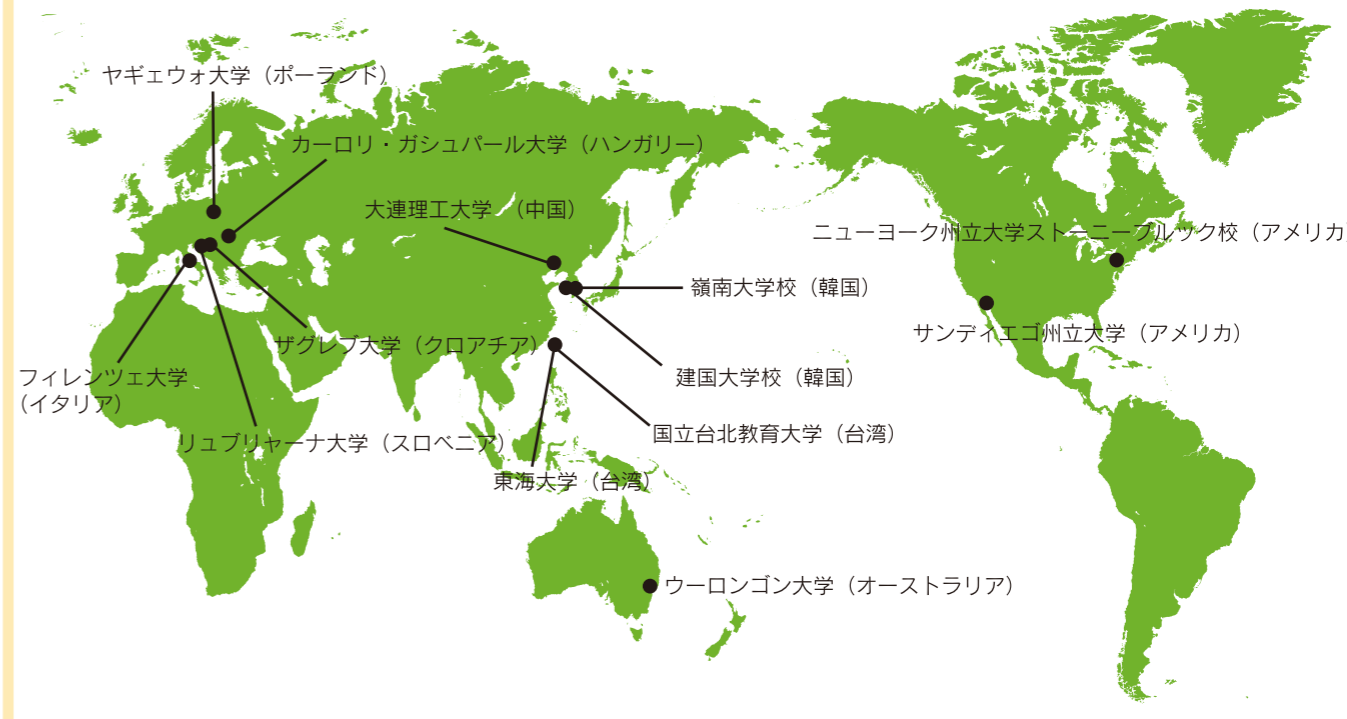 ヤギェウォ大学（ポーランド）
カーロリ・ガシュパール大学（ハンガリー）
大連理工大学　（中国）
ニューヨーク州立大学ストーニーブルック校（アメリカ）
嶺南大学校（韓国）
サンディエゴ州立大学（アメリカ）
ザグレブ大学（クロアチア）
フィレンツェ大学
（イタリア）
建国大学校（韓国）
リュブリャーナ大学（スロベニア）
国立台北教育大学（台湾）
東海大学（台湾）
ウーロンゴン大学（オーストラリア）